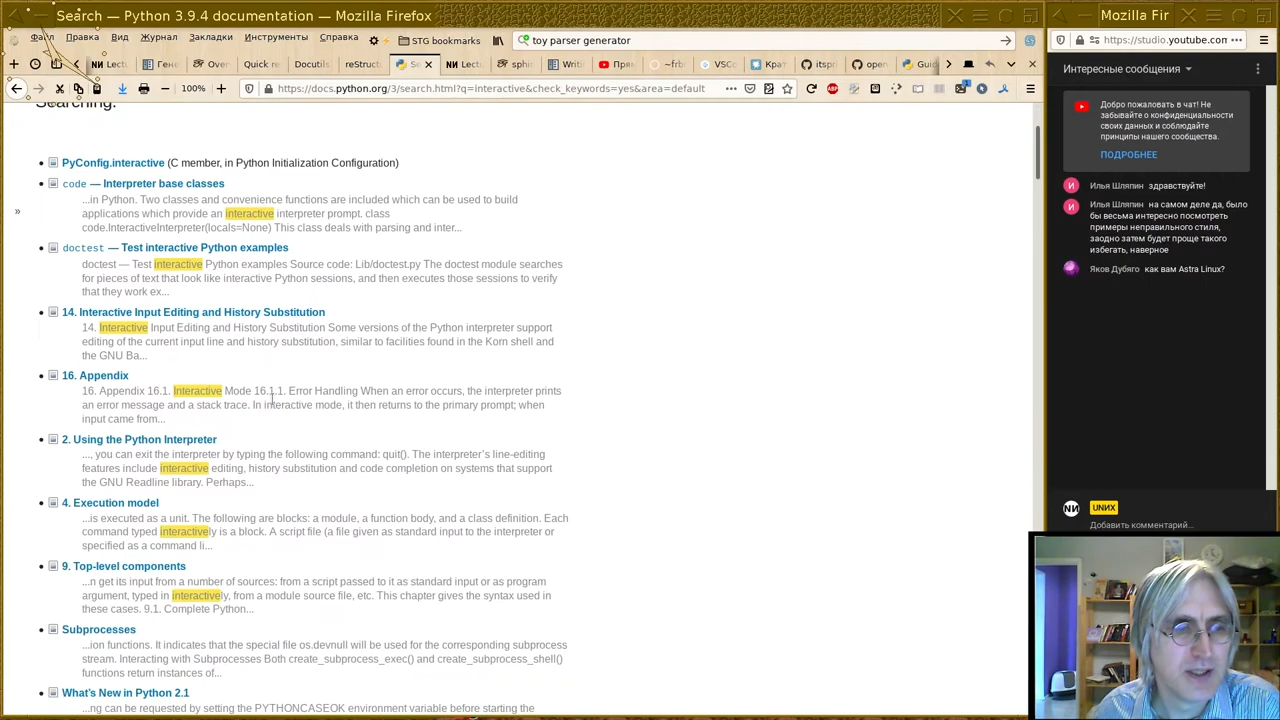 Search — Python 3.9.4 documentation — Mozilla Firefox
Файл Правка Вид Журнал Закладки Инструменты Справка STG bookmarks toy parser generator
Lectu Генe Over Quick re Docutils reStructu Se Lectu sphin Writi Пряк ~frbr VSCo Крат itspri open Guid
100% https://docs.python.org/3/search.html?q=interactive&check_keywords=yes&area=default
Searching.
PyConfig.interactive (C member, in Python Initialization Configuration)
code — Interpreter base classes
...in Python. Two classes and convenience functions are included which can be used to build
applications which provide an interactive interpreter prompt. class
code.InteractiveInterpreter(locals=None) This class deals with parsing and inter...
»
doctest — Test interactive Python examples
doctest — Test interactive Python examples Source code: Lib/doctest.py The doctest module searches
for pieces of text that look like interactive Python sessions, and then executes those sessions to verify
that they work ex...
14. Interactive Input Editing and History Substitution
14. Interactive Input Editing and History Substitution Some versions of the Python interpreter support
editing of the current input line and history substitution, similar to facilities found in the Korn shell and
the GNU Ba...
16. Appendix
16. Appendix 16.1. Interactive Mode 16.1.1. Error Handling When an error occurs, the interpreter prints
an error message and a stack trace. In interactive mode, it then returns to the primary prompt; when
input came from...
2. Using the Python Interpreter
..., you can exit the interpreter by typing the following command: quit(). The interpreter's line-editing
features include interactive editing, history substitution and code completion on systems that support
the GNU Readline library. Perhaps...
4. Execution model
...is executed as a unit. The following are blocks: a module, a function body, and a class definition. Each
command typed interactively is a block. A script file (a file given as standard input to the interpreter or
specified as a command li...
9. Top-level components
...n get its input from a number of sources: from a script passed to it as standard input or as program
argument, typed in interactively, from a module source file, etc. This chapter gives the syntax used in
these cases. 9.1. Complete Python...
Subprocesses
...ion functions. It indicates that the special file os.devnull will be used for the corresponding subprocess
stream. Interacting with Subprocesses Both create_subprocess_exec() and create_subprocess_shell()
functions return instances of...
What's New in Python 2.1
...ng can be requested by setting the PYTHONCASEOK environment variable before starting the
Mozilla Fir
https://studio.youtube.com
Интересные сообщения
Добро пожаловать в чат! Не
забывайте о конфиденциальности
своих данных и соблюдайте
принципы нашего сообщества.
ПОДРОБНЕЕ
Илья Шляпин здравствуйте!
Илья Шляпин на самом деле да, было
бы весьма интересно посмотреть
примеры неправильного стиля,
заодно затем будет проще такого
избегать, наверное
Яков Дубяго как вам Astra Linux?
UNИX
Добавить комментарий...